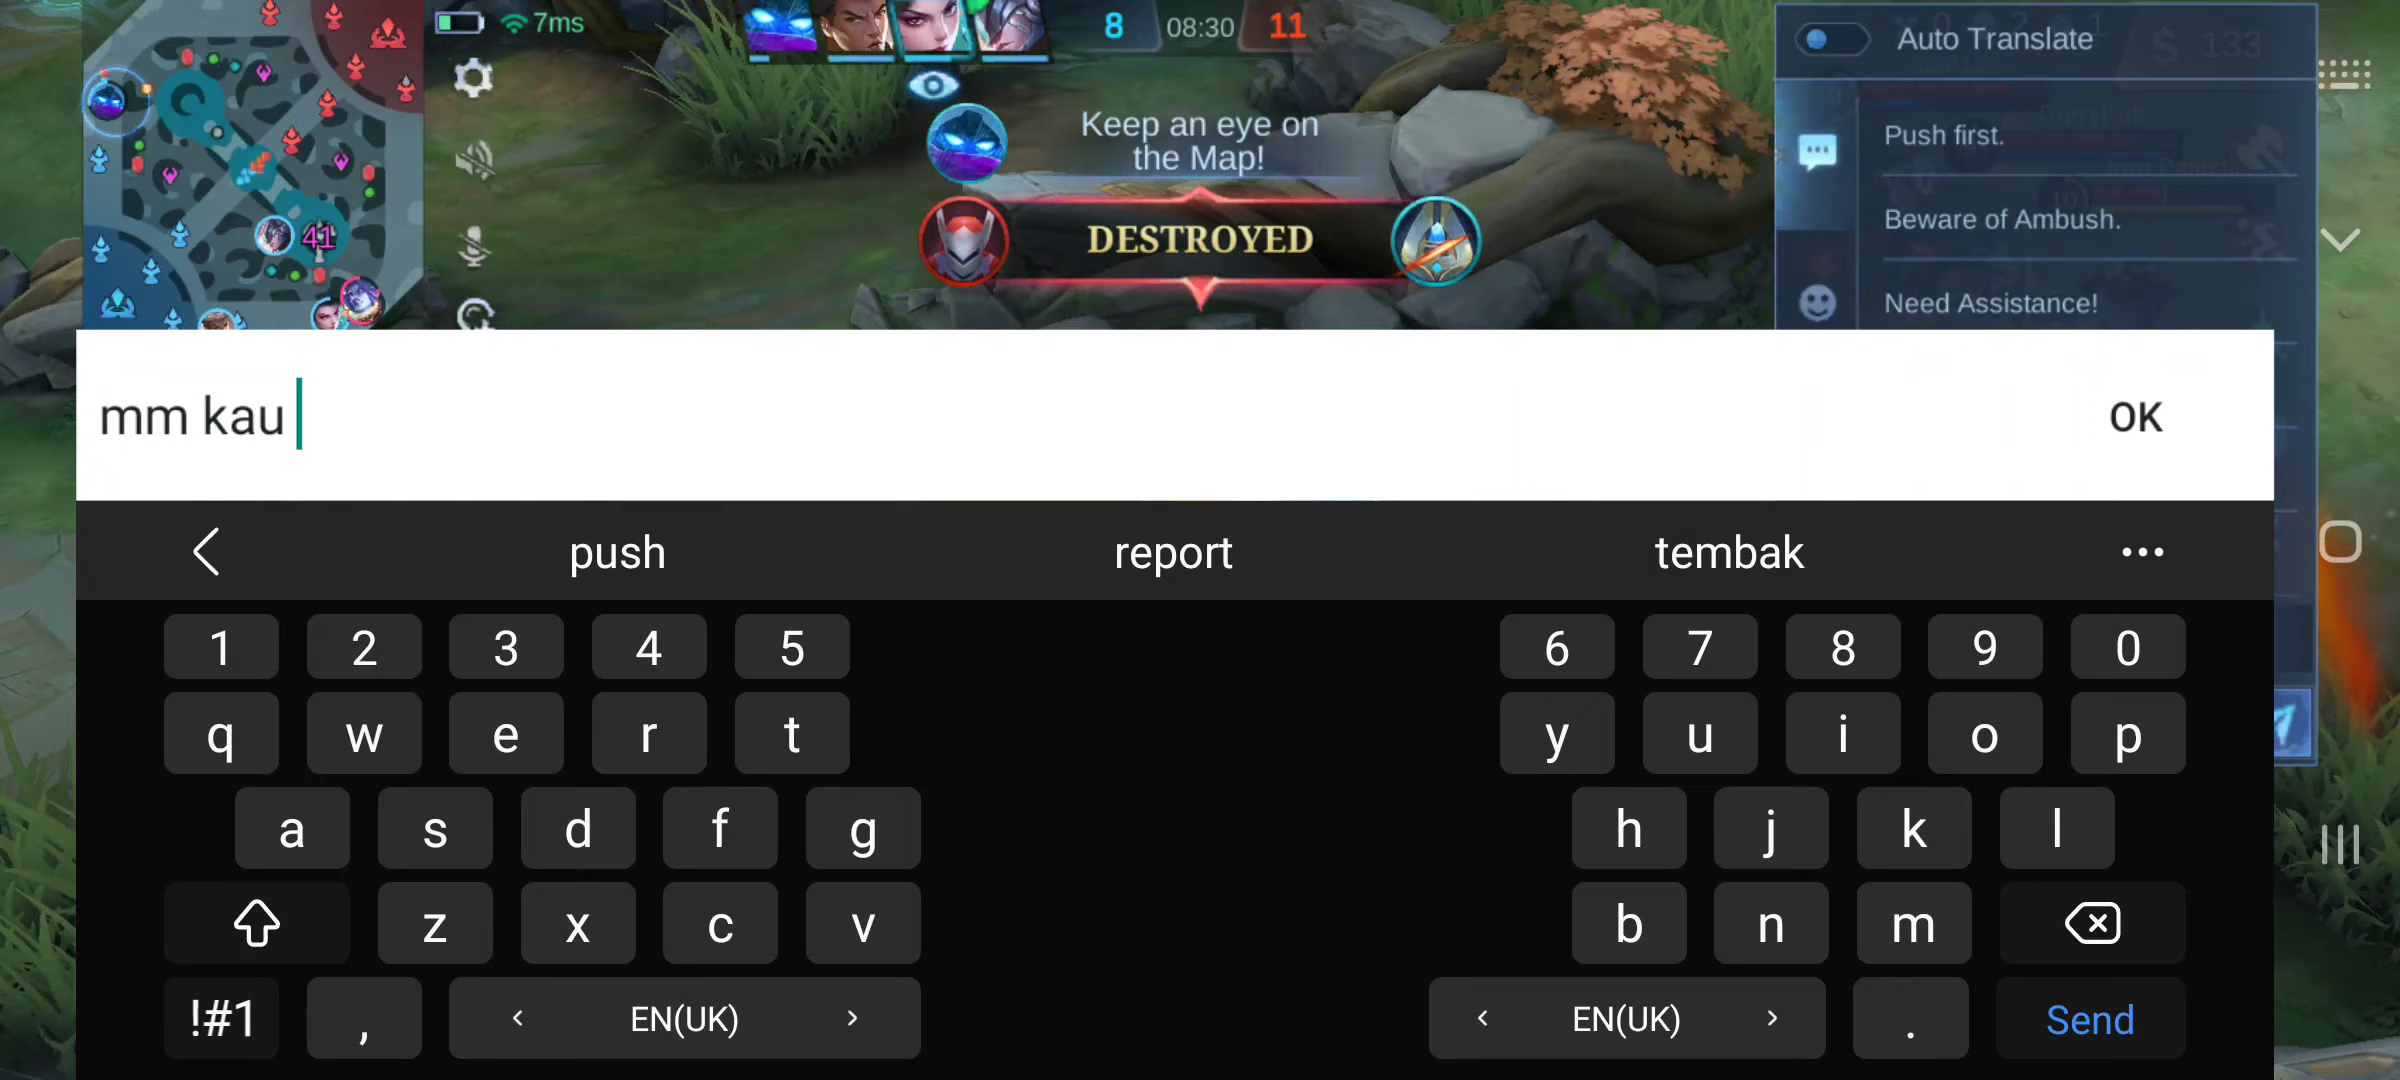 7ms
8
08:30
11
Auto Translate
Keep an eye on
the Map!
DESTROYED
41
Push first.
Beware of Ambush.
Need Assistance!
mm kau
OK
push report tembak
1 2 3 4 5 6 7 8 9 0
q w e r t y u i o p
a s d f g h j k l
z x c v b n m
!#1 , EN(UK) EN(UK) . Send